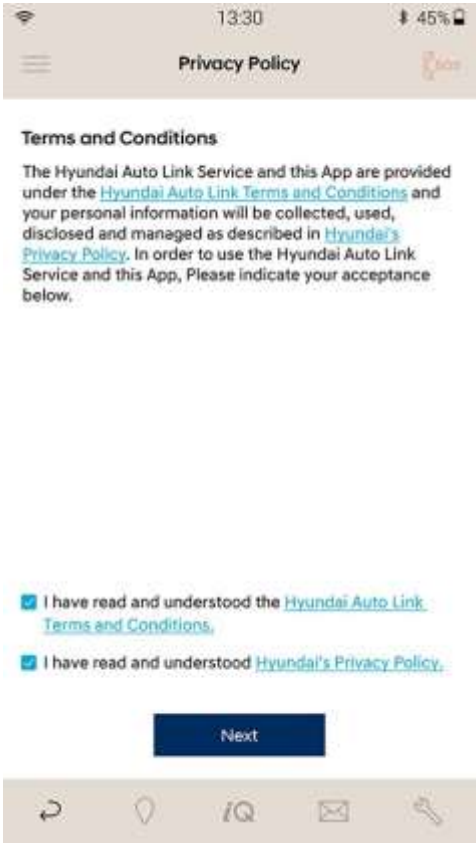 13:30
45%
Privacy Policy
SOS
Terms and Conditions
The Hyundai Auto Link Service and this App are provided
under the Hyundai Auto Link Terms and Conditions and
your personal information will be collected, used,
disclosed and managed as described in Hyundai's
Privacy Policy. In order to use the Hyundai Auto Link
Service and this App, Please indicate your acceptance
below.
I have read and understood the Hyundai Auto Link
Terms and Conditions.
I have read and understood Hyundai's Privacy Policy.
Next
iQ